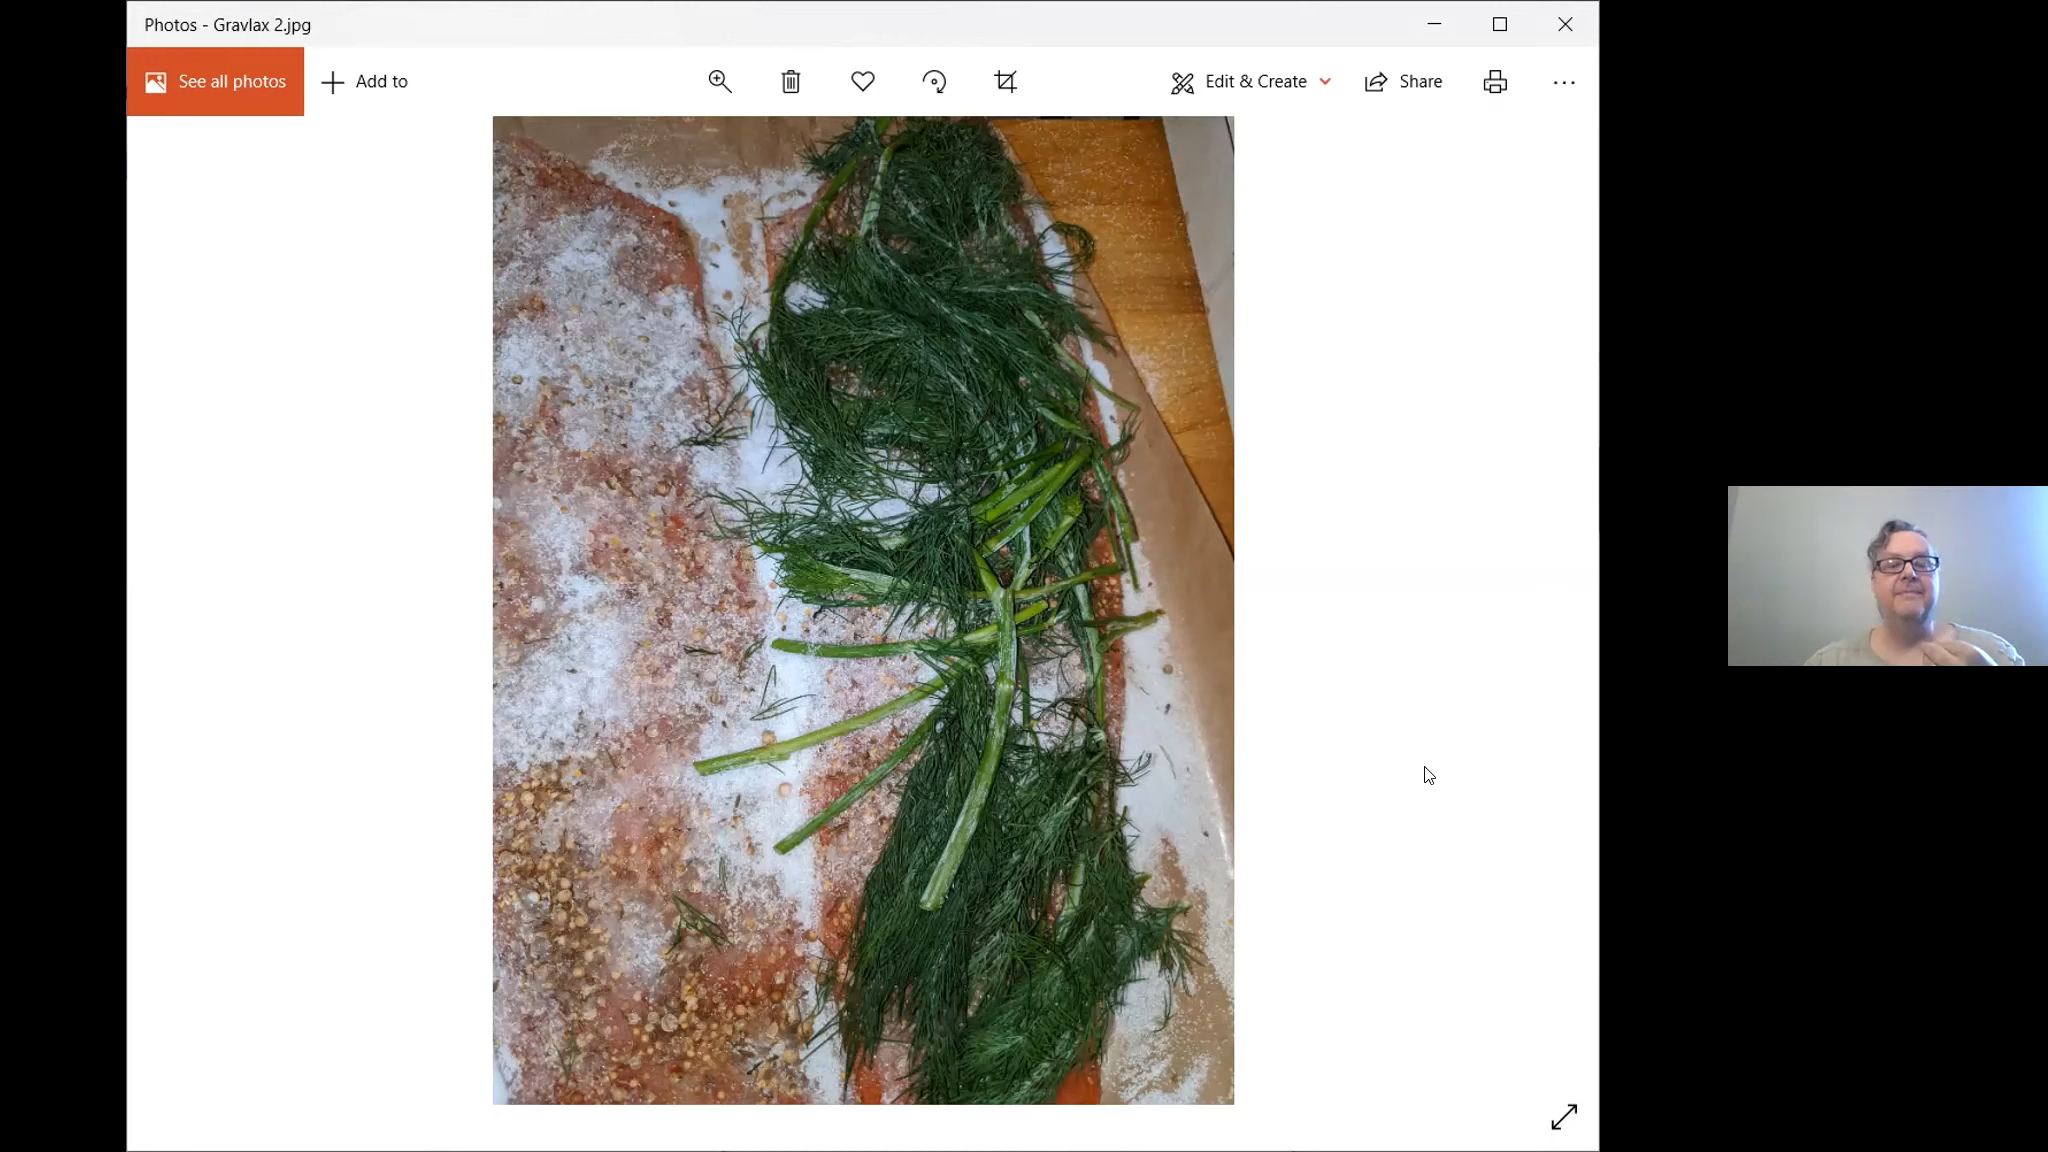 Photos - Gravlax 2.jpg
See all photos
Add to
Edit & Create
Share